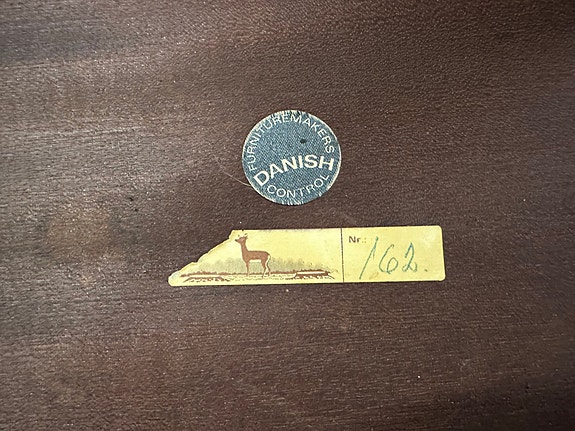 FURNITUREMAKERS
DANISH
CONTROL
Nr.: 162.